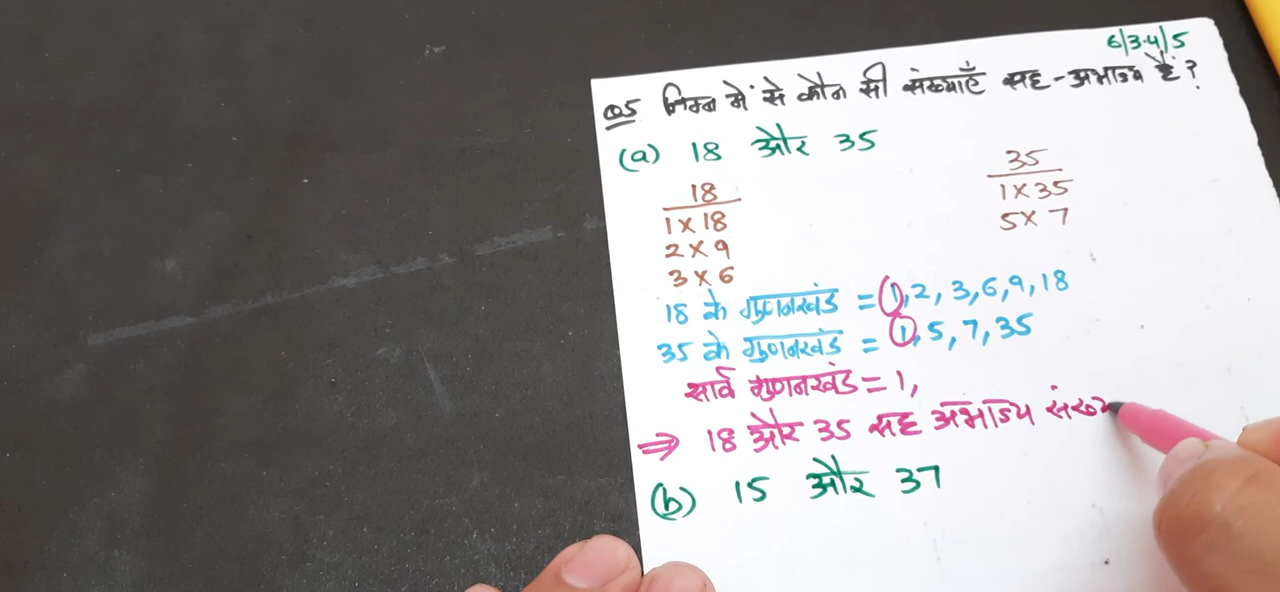 6/3.4/5
Q5 निम्न में से कौन सी संख्याएँ सह-अभाज्य हैं?
(a) 18 और 35
18
1×18
2×9
3×6
35
1×35
5×7
18 के गुणनखंड = 1, 2, 3, 6, 9, 18
35 के गुणनखंड = 1, 5, 7, 35
सार्व गुणनखंड = 1,
⇒ 18 और 35 सह अभाज्य संख्य
(b) 15 और 37